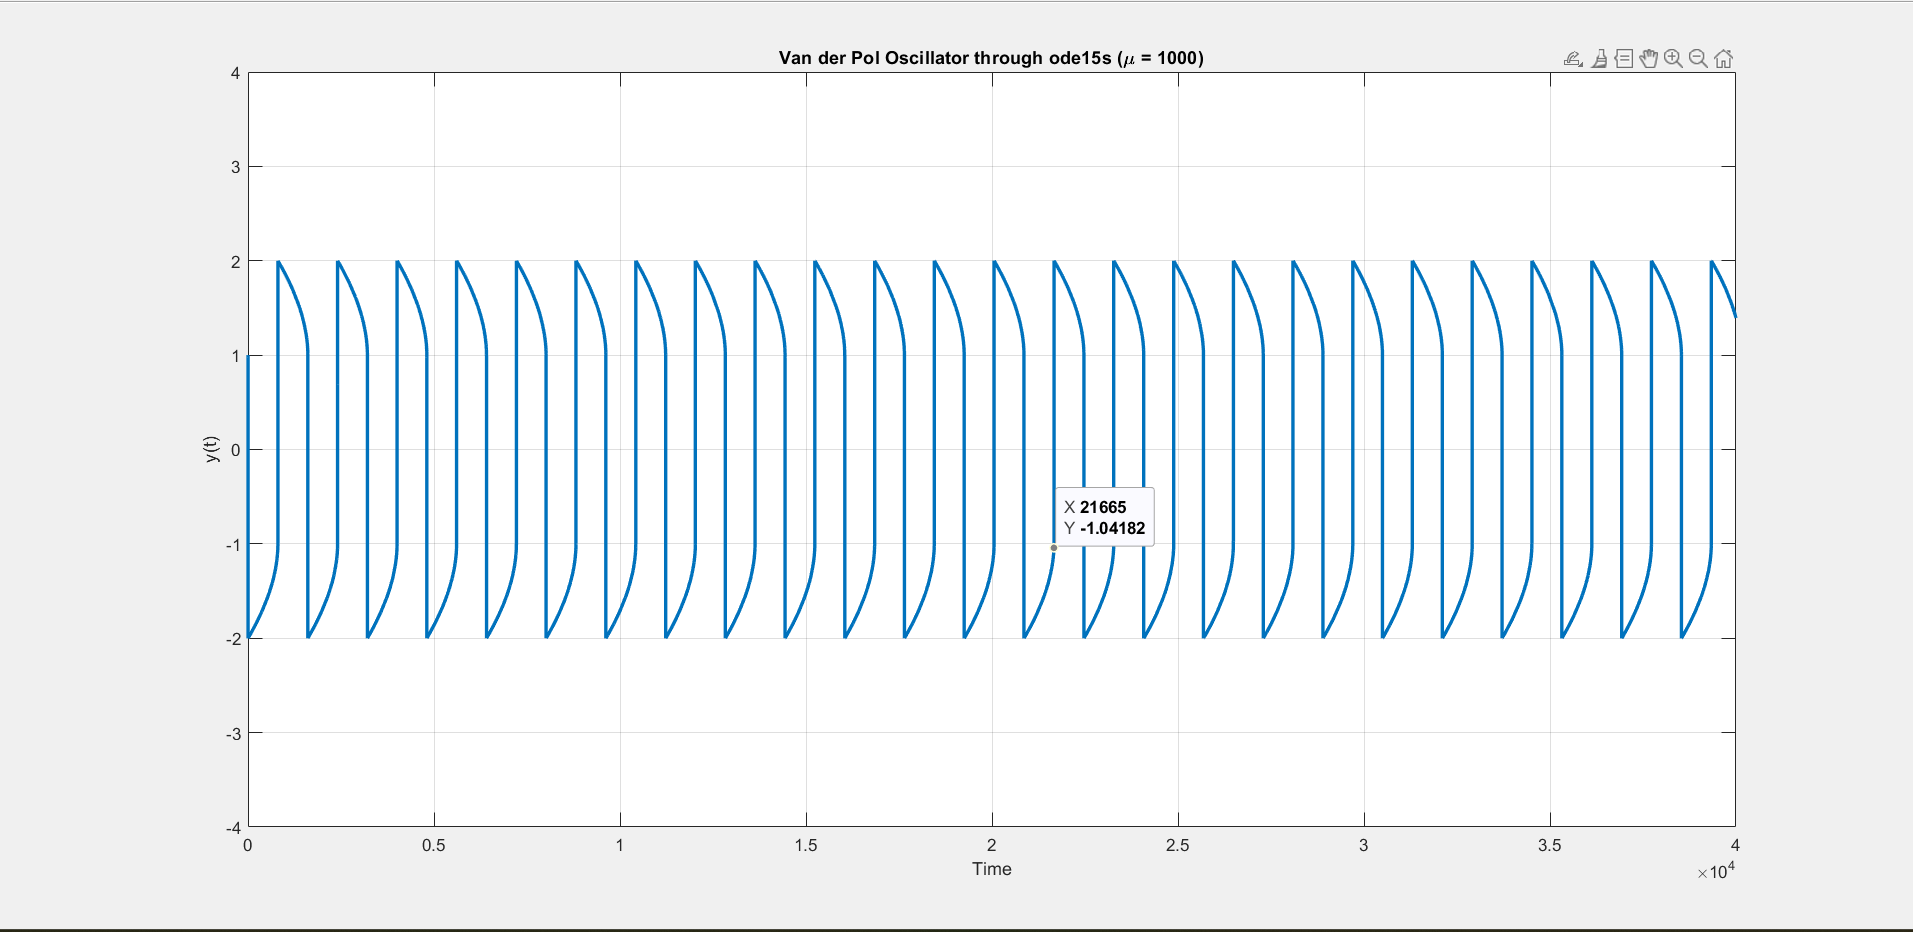 Van der Pol Oscillator through ode15s (μ = 1000)
4
3
2
1
0
-1
-2
-3
-4
y(t)
X 21665
Y -1.04182
0 0.5 1 1.5 2 2.5 3 3.5 4
Time
×10⁴